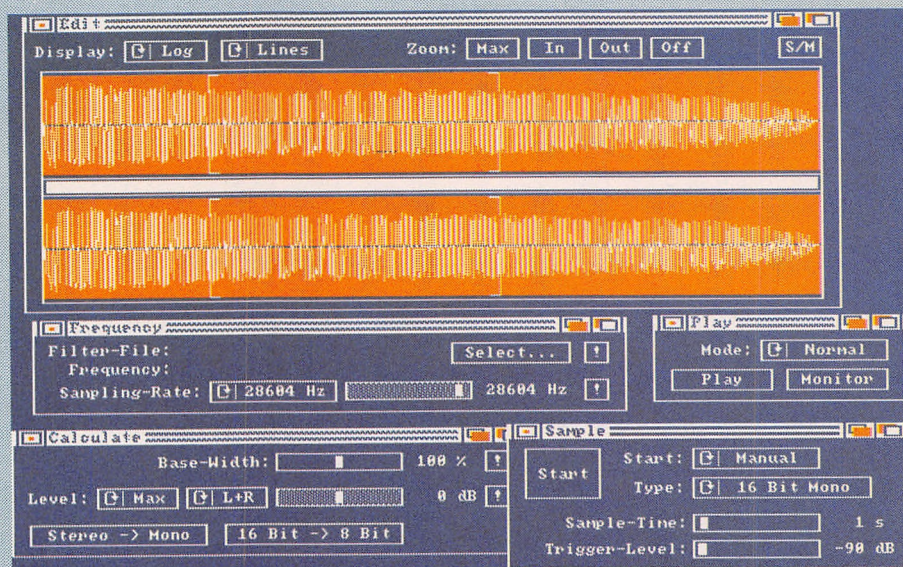 Edit
Display: Log Lines Zoom: Max In Out Off S/M
Frequency
Filter-File: Select... !
Frequency:
Sampling-Rate: 28604 Hz 28604 Hz !
Play
Mode: Normal
Play Monitor
Calculate
Base-Width: 100 % !
Level: Max L+R 0 dB !
Stereo -> Mono 16 Bit -> 8 Bit
Sample
Start Start: Manual
Type: 16 Bit Mono
Sample-Time: 1 s
Trigger-Level: -90 dB